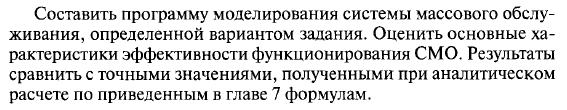 Составить программу моделирования системы массового обслу-
живания, определенной вариантом задания. Оценить основные ха-
рактеристики эффективности функционирования СМО. Результаты
сравнить с точными значениями, полученными при аналитическом
расчете по приведенным в главе 7 формулам.